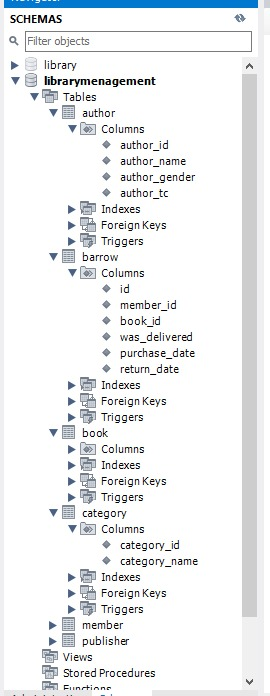 SCHEMAS
Filter objects
library
librarymenagement
Tables
author
Columns
author_id
author_name
author_gender
author_tc
Indexes
Foreign Keys
Triggers
barrow
Columns
id
member_id
book_id
was_delivered
purchase_date
return_date
Indexes
Foreign Keys
Triggers
book
Columns
Indexes
Foreign Keys
Triggers
category
Columns
category_id
category_name
Indexes
Foreign Keys
Triggers
member
publisher
Views
Stored Procedures
Functions